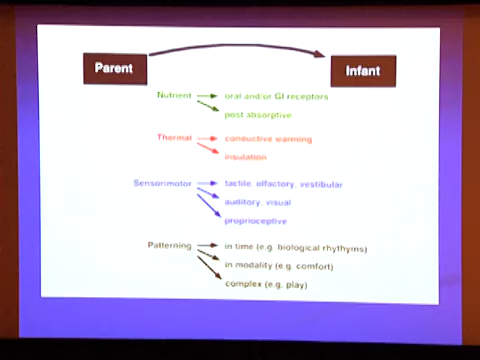 Parent
Infant
Nutrient oral and/or GI receptors
post absorptive
Thermal conductive warming
insulation
Sensorimotor tactile, olfactory, vestibular
auditory, visual
proprioceptive
Patterning in time (e.g. biological rhythyms)
in modality (e.g. comfort)
complex (e.g. play)